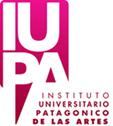 IU
PA
INSTITUTO
UNIVERSITARIO
PATAGONICO
DE LAS ARTES